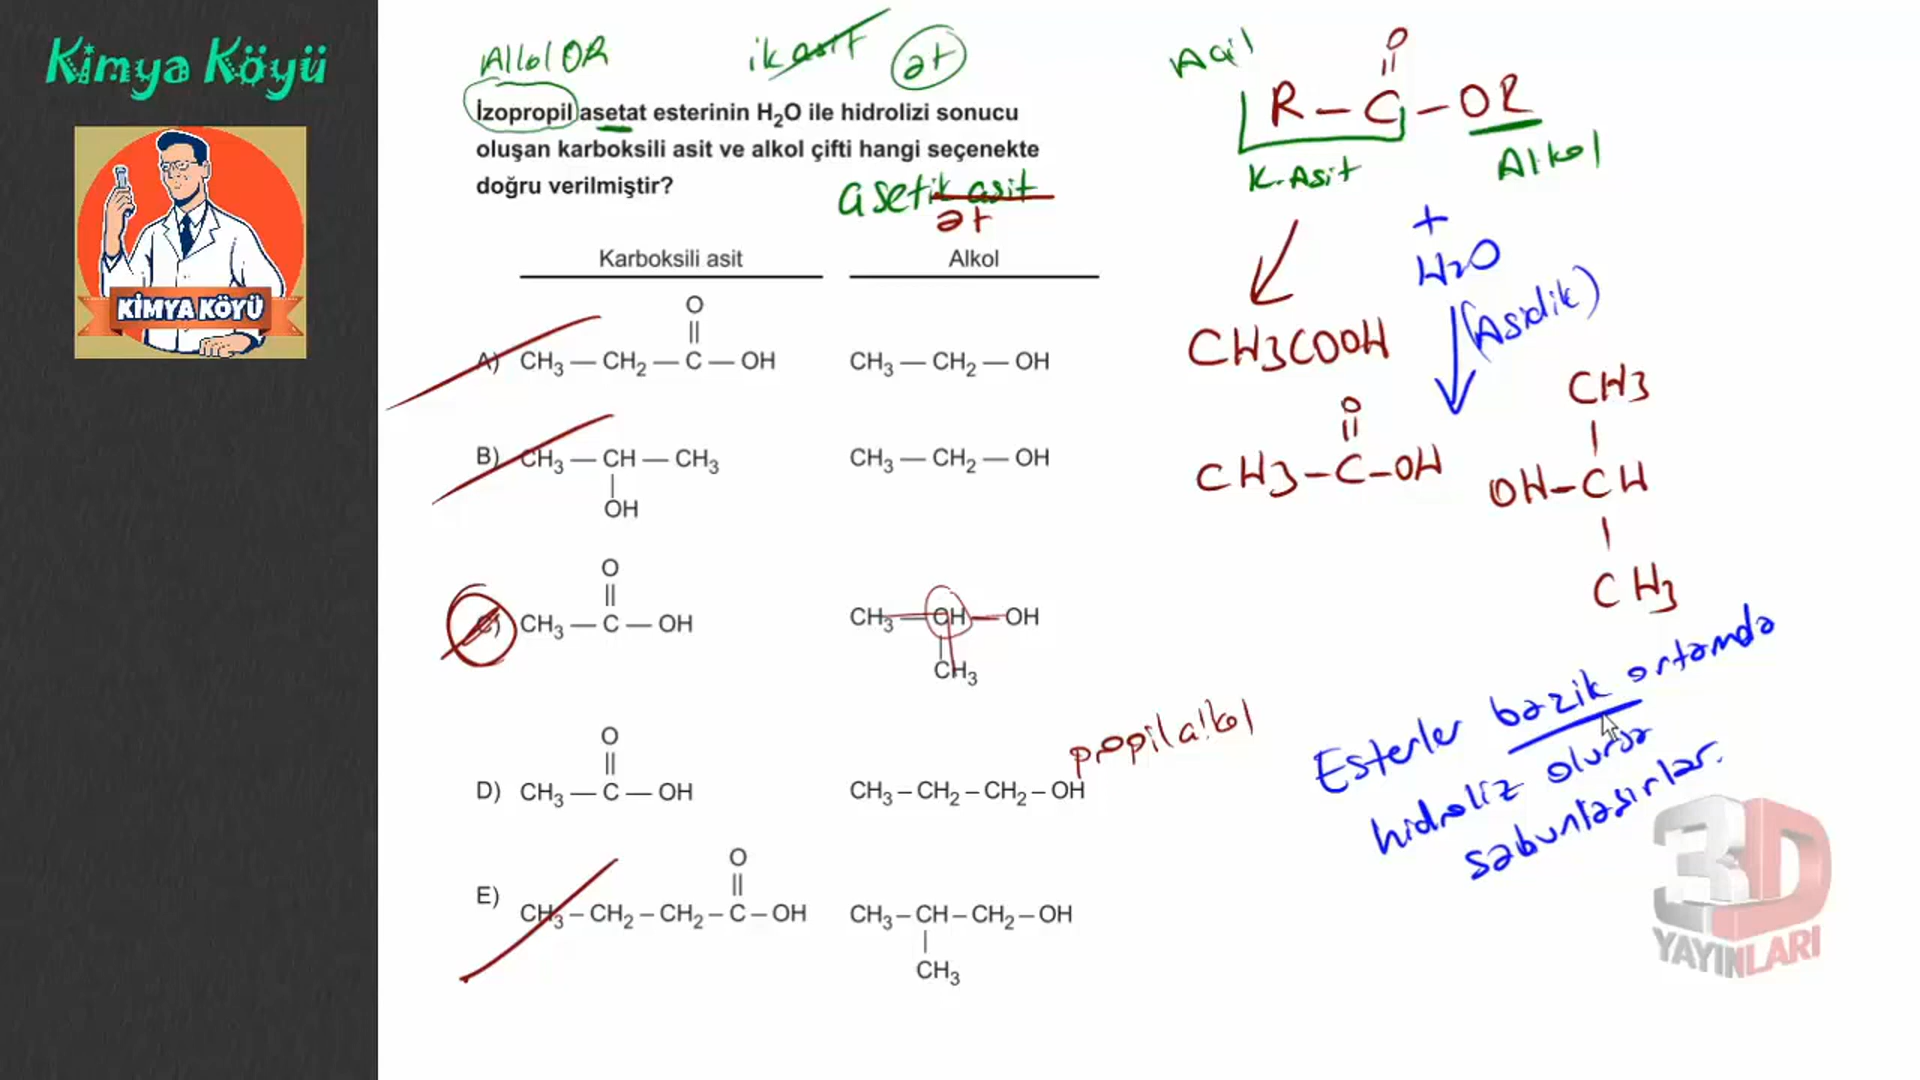 Kimya Köyü
KİMYA KÖYÜ
Alkol OR
ik asit
at
İzopropil asetat esterinin H₂O ile hidrolizi sonucu
oluşan karboksili asit ve alkol çifti hangi seçenekte
doğru verilmiştir?
asetik asit
at
Karboksili asit Alkol
O
||
A) CH₃ — CH₂ — C — OH CH₃ — CH₂ — OH
B) CH₃ — CH — CH₃ CH₃ — CH₂ — OH
|
OH
O
||
C) CH₃ — C — OH CH₃ — CH — OH
|
CH₃
O
||
D) CH₃ — C — OH CH₃ – CH₂ – CH₂ – OH
propil alkol
O
||
E) CH₃ – CH₂ – CH₂ – C – OH CH₃ – CH – CH₂ – OH
|
CH₃
Açil
O
||
R – C – OR
K. Asit Alkol
+
H₂O
(Asidik)
CH3COOH
O
||
CH3 – C – OH
CH3
|
OH – CH
|
CH3
Esterler bazik ortamda
hidroliz olursa
sabunlaşırlar.
3D
YAYINLARI